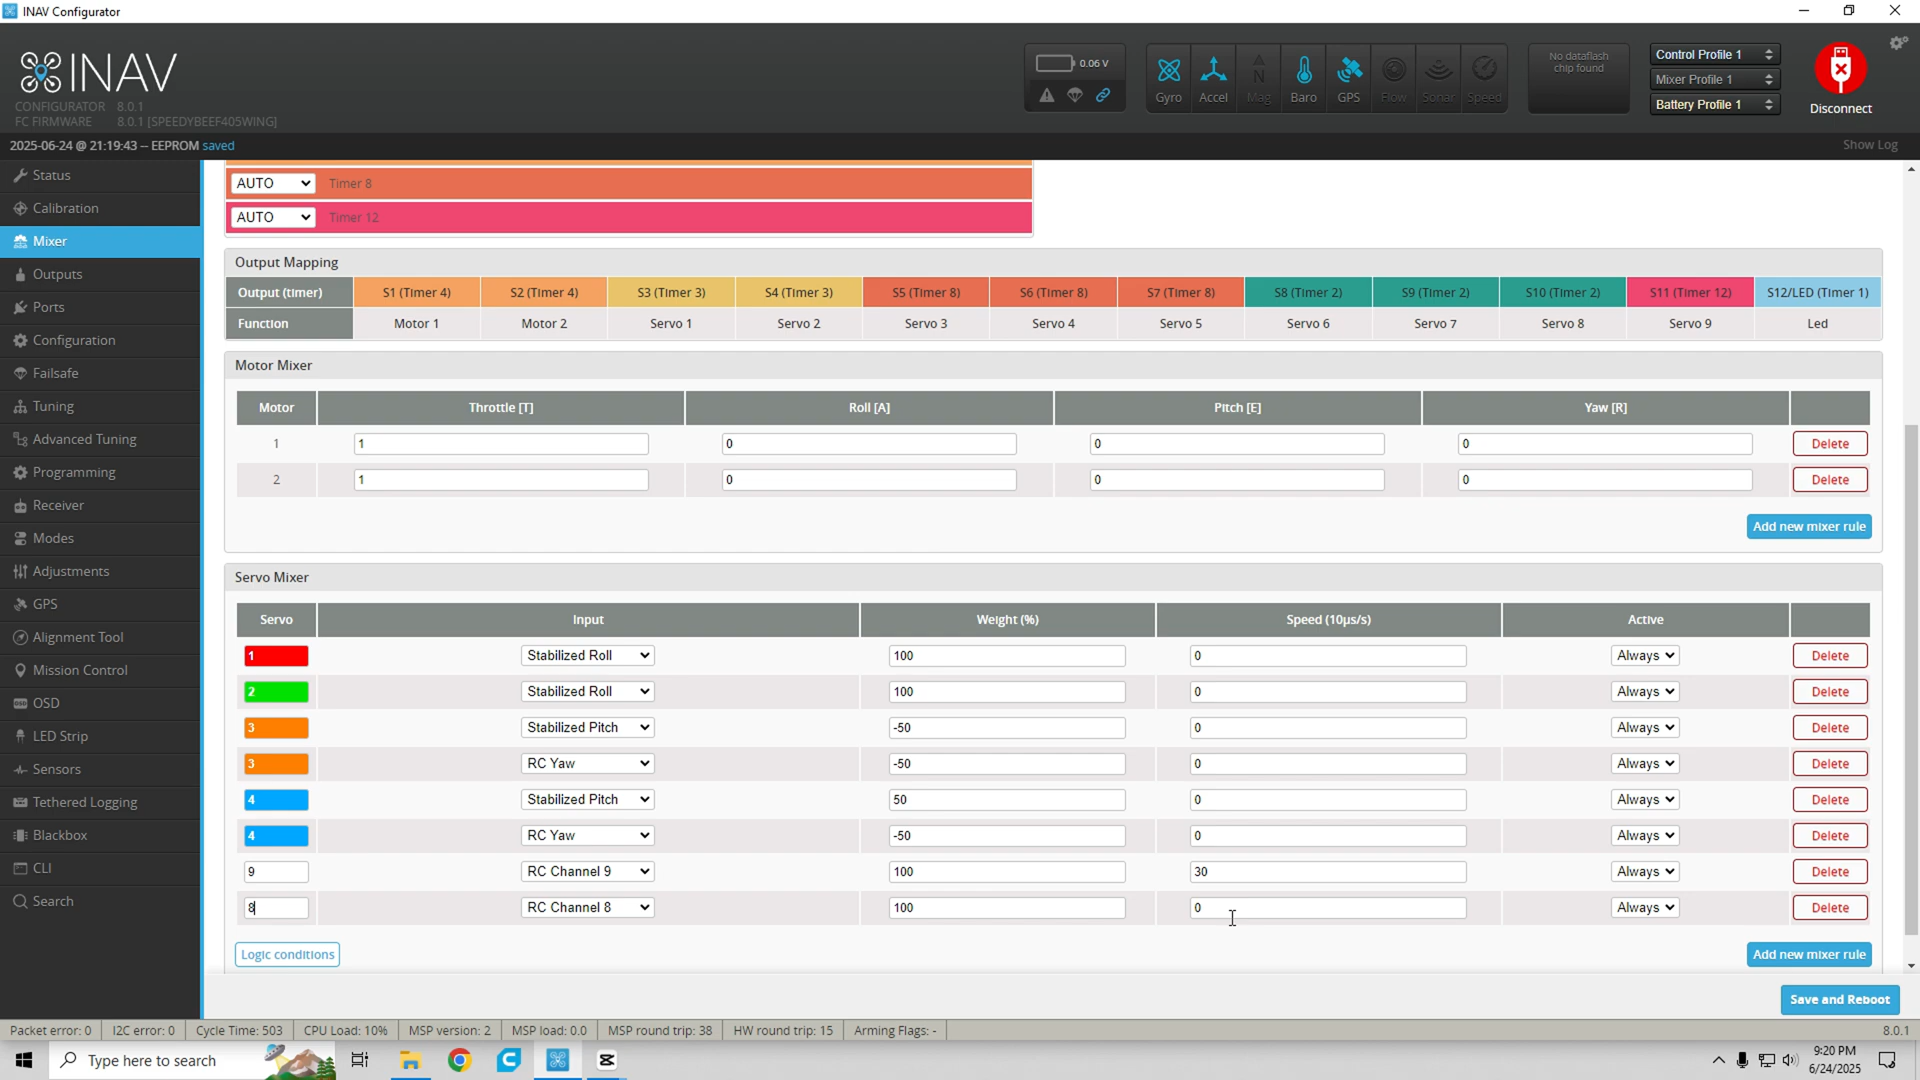 INAV Configurator
INAV
CONFIGURATOR 8.0.1
FC FIRMWARE 8.0.1 [SPEEDYBEEF405WING]
0.06 V
Gyro Accel Mag Baro GPS Flow Sonar Speed
No dataflash
chip found
Control Profile 1
Mixer Profile 1
Battery Profile 1
Disconnect
2025-06-24 @ 21:19:43 -- EEPROM saved
Show Log
Status
Calibration
Mixer
Outputs
Ports
Configuration
Failsafe
Tuning
Advanced Tuning
Programming
Receiver
Modes
Adjustments
GPS
Alignment Tool
Mission Control
OSD
LED Strip
Sensors
Tethered Logging
Blackbox
CLI
Search
AUTO Timer 8
AUTO Timer 12
Output Mapping
Output (timer) S1 (Timer 4) S2 (Timer 4) S3 (Timer 3) S4 (Timer 3) S5 (Timer 8) S6 (Timer 8) S7 (Timer 8) S8 (Timer 2) S9 (Timer 2) S10 (Timer 2) S11 (Timer 12) S12/LED (Timer 1)
Function Motor 1 Motor 2 Servo 1 Servo 2 Servo 3 Servo 4 Servo 5 Servo 6 Servo 7 Servo 8 Servo 9 Led
Motor Mixer
Motor Throttle [T] Roll [A] Pitch [E] Yaw [R]
1 1 0 0 0 Delete
2 1 0 0 0 Delete
Add new mixer rule
Servo Mixer
Servo Input Weight (%) Speed (10µs/s) Active
1 Stabilized Roll 100 0 Always Delete
2 Stabilized Roll 100 0 Always Delete
3 Stabilized Pitch -50 0 Always Delete
3 RC Yaw -50 0 Always Delete
4 Stabilized Pitch 50 0 Always Delete
4 RC Yaw -50 0 Always Delete
9 RC Channel 9 100 30 Always Delete
8 RC Channel 8 100 0 Always Delete
Logic conditions
Add new mixer rule
Save and Reboot
Packet error: 0 I2C error: 0 Cycle Time: 503 CPU Load: 10% MSP version: 2 MSP load: 0.0 MSP round trip: 38 HW round trip: 15 Arming Flags: - 8.0.1
Type here to search
9:20 PM
6/24/2025